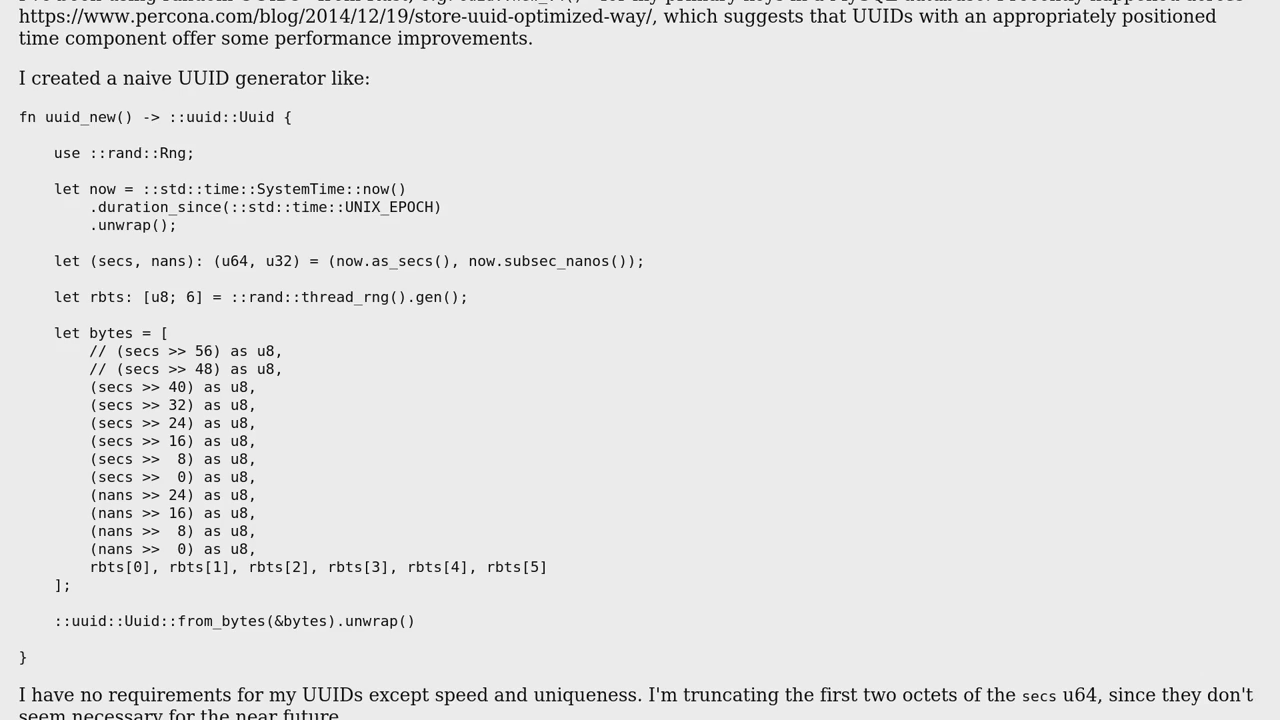 https://www.percona.com/blog/2014/12/19/store-uuid-optimized-way/, which suggests that UUIDs with an appropriately positioned
time component offer some performance improvements.
I created a naive UUID generator like:
fn uuid_new() -> ::uuid::Uuid {
    use ::rand::Rng;
    let now = ::std::time::SystemTime::now()
        .duration_since(::std::time::UNIX_EPOCH)
        .unwrap();
    let (secs, nans): (u64, u32) = (now.as_secs(), now.subsec_nanos());
    let rbts: [u8; 6] = ::rand::thread_rng().gen();
    let bytes = [
        // (secs >> 56) as u8,
        // (secs >> 48) as u8,
        (secs >> 40) as u8,
        (secs >> 32) as u8,
        (secs >> 24) as u8,
        (secs >> 16) as u8,
        (secs >>  8) as u8,
        (secs >>  0) as u8,
        (nans >> 24) as u8,
        (nans >> 16) as u8,
        (nans >>  8) as u8,
        (nans >>  0) as u8,
        rbts[0], rbts[1], rbts[2], rbts[3], rbts[4], rbts[5]
    ];
    ::uuid::Uuid::from_bytes(&bytes).unwrap()
}
I have no requirements for my UUIDs except speed and uniqueness. I'm truncating the first two octets of the secs u64, since they don't
seem necessary for the near future.